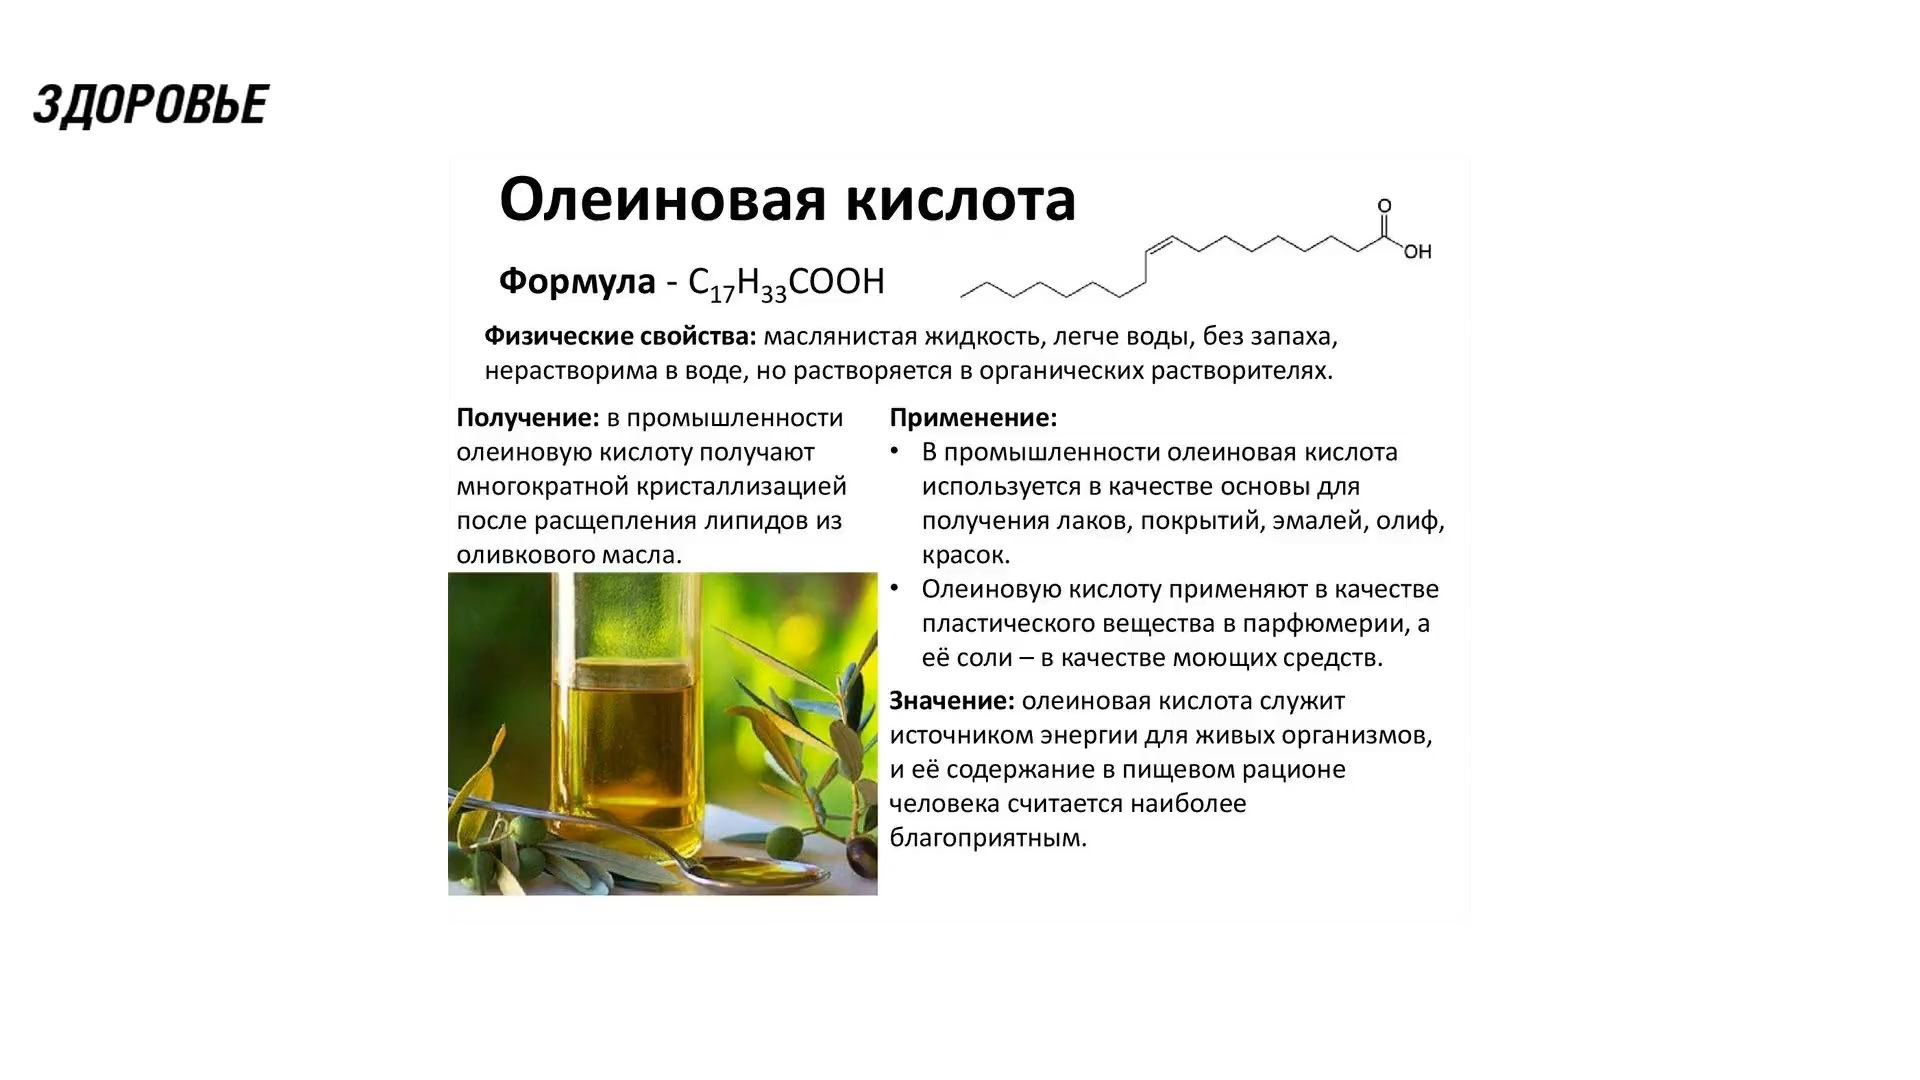 ЗДОРОВЬЕ
Олеиновая кислота
Формула - C₁₇H₃₃COOH
O
OH
Физические свойства: маслянистая жидкость, легче воды, без запаха,
нерастворима в воде, но растворяется в органических растворителях.
Получение: в промышленности
олеиновую кислоту получают
многократной кристаллизацией
после расщепления липидов из
оливкового масла.
Применение:
• В промышленности олеиновая кислота
используется в качестве основы для
получения лаков, покрытий, эмалей, олиф,
красок.
• Олеиновую кислоту применяют в качестве
пластического вещества в парфюмерии, а
её соли – в качестве моющих средств.
Значение: олеиновая кислота служит
источником энергии для живых организмов,
и её содержание в пищевом рационе
человека считается наиболее
благоприятным.